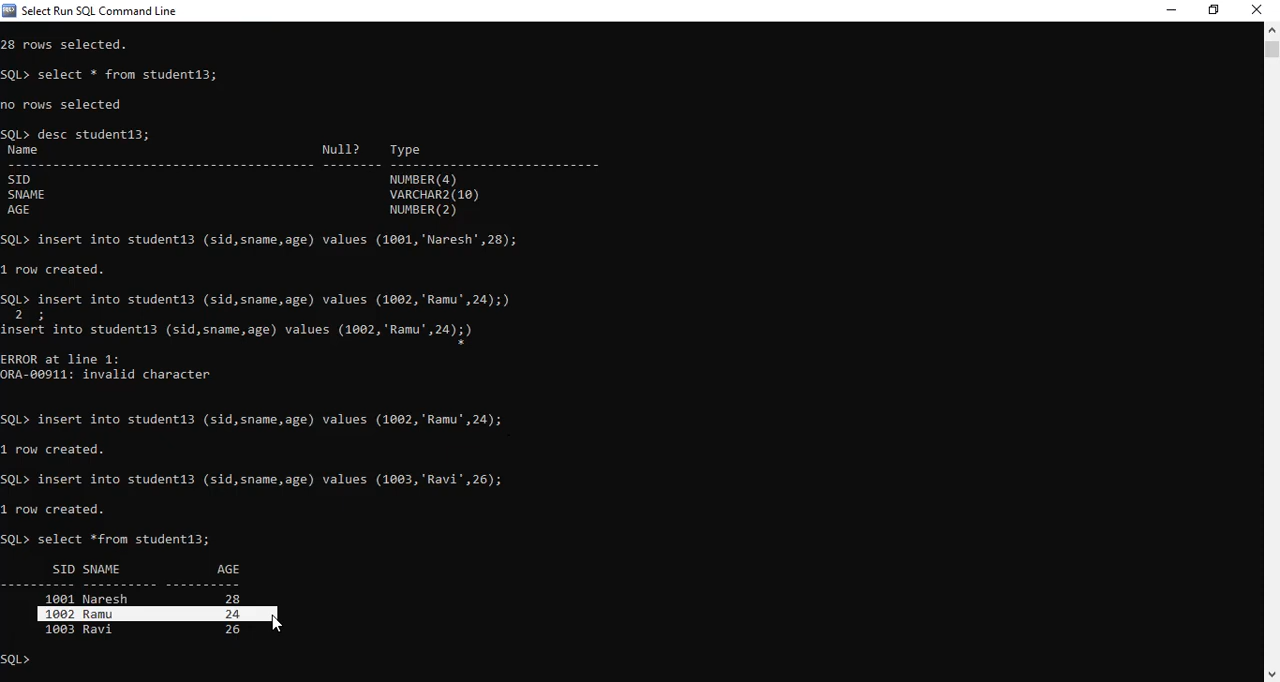 Select Run SQL Command Line
28 rows selected.
SQL> select * from student13;
no rows selected
SQL> desc student13;
Name Null? Type
----------------------------------------- -------- ----------------------------
SID NUMBER(4)
SNAME VARCHAR2(10)
AGE NUMBER(2)
SQL> insert into student13 (sid,sname,age) values (1001,'Naresh',28);
1 row created.
SQL> insert into student13 (sid,sname,age) values (1002,'Ramu',24);)
2 ;
insert into student13 (sid,sname,age) values (1002,'Ramu',24);)
*
ERROR at line 1:
ORA-00911: invalid character
SQL> insert into student13 (sid,sname,age) values (1002,'Ramu',24);
1 row created.
SQL> insert into student13 (sid,sname,age) values (1003,'Ravi',26);
1 row created.
SQL> select *from student13;
SID SNAME AGE
---------- ---------- ----------
1001 Naresh 28
1002 Ramu 24
1003 Ravi 26
SQL>